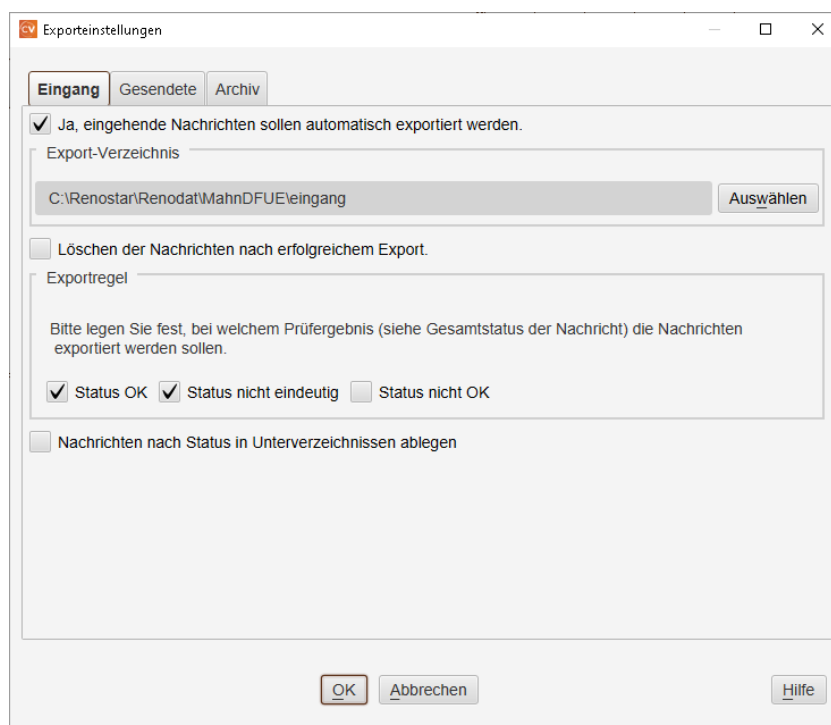 CV Exporteinstellungen
Eingang Gesendete Archiv
Ja, eingehende Nachrichten sollen automatisch exportiert werden.
Export-Verzeichnis
C:\Renostar\Renodat\MahnDFUE\eingang Auswählen
Löschen der Nachrichten nach erfolgreichem Export.
Exportregel
Bitte legen Sie fest, bei welchem Prüfergebnis (siehe Gesamtstatus der Nachricht) die Nachrichten
exportiert werden sollen.
Status OK Status nicht eindeutig Status nicht OK
Nachrichten nach Status in Unterverzeichnissen ablegen
OK Abbrechen Hilfe